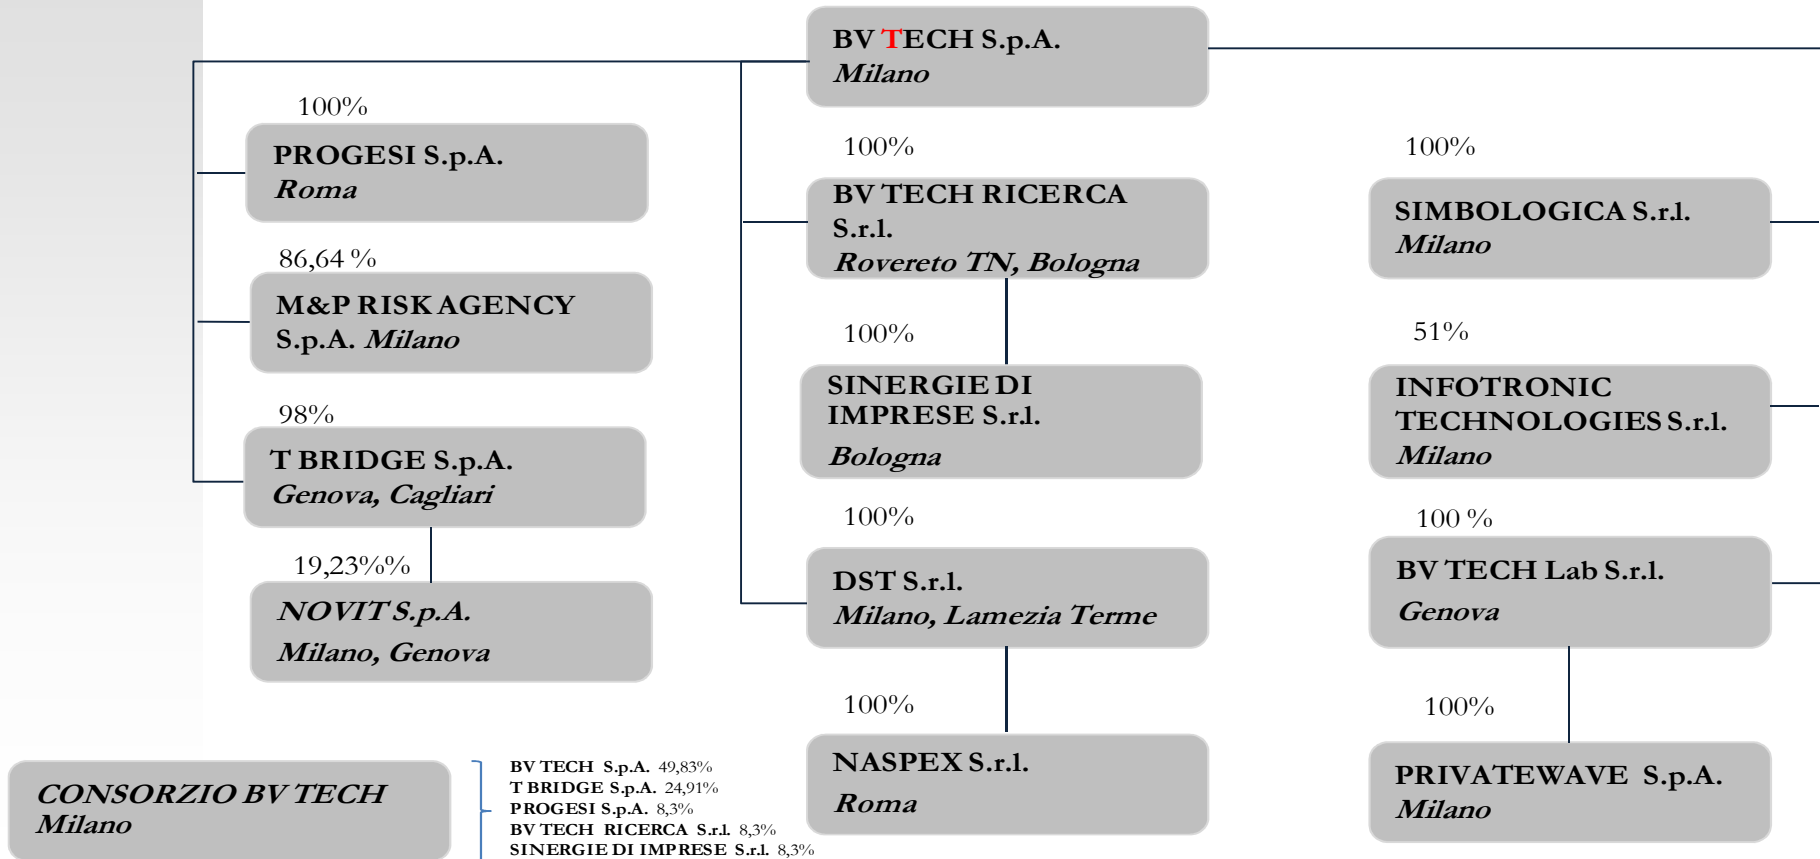 BV TECH S.p.A.
Milano
100%
PROGESI S.p.A.
Roma
86,64 %
M&P RISK AGENCY
S.p.A. Milano
98%
T BRIDGE S.p.A.
Genova, Cagliari
19,23%%
NOVIT S.p.A.
Milano, Genova
100%
BV TECH RICERCA
S.r.l.
Rovereto TN, Bologna
100%
SINERGIE DI
IMPRESE S.r.l.
Bologna
100%
DST S.r.l.
Milano, Lamezia Terme
100%
NASPEX S.r.l.
Roma
100%
SIMBOLOGICA S.r.l.
Milano
51%
INFOTRONIC
TECHNOLOGIES S.r.l.
Milano
100 %
BV TECH Lab S.r.l.
Genova
100%
PRIVATEWAVE S.p.A.
Milano
CONSORZIO BV TECH
Milano
BV TECH S.p.A. 49,83%
T BRIDGE S.p.A. 24,91%
PROGESI S.p.A. 8,3%
BV TECH RICERCA S.r.l. 8,3%
SINERGIE DI IMPRESE S.r.l. 8,3%